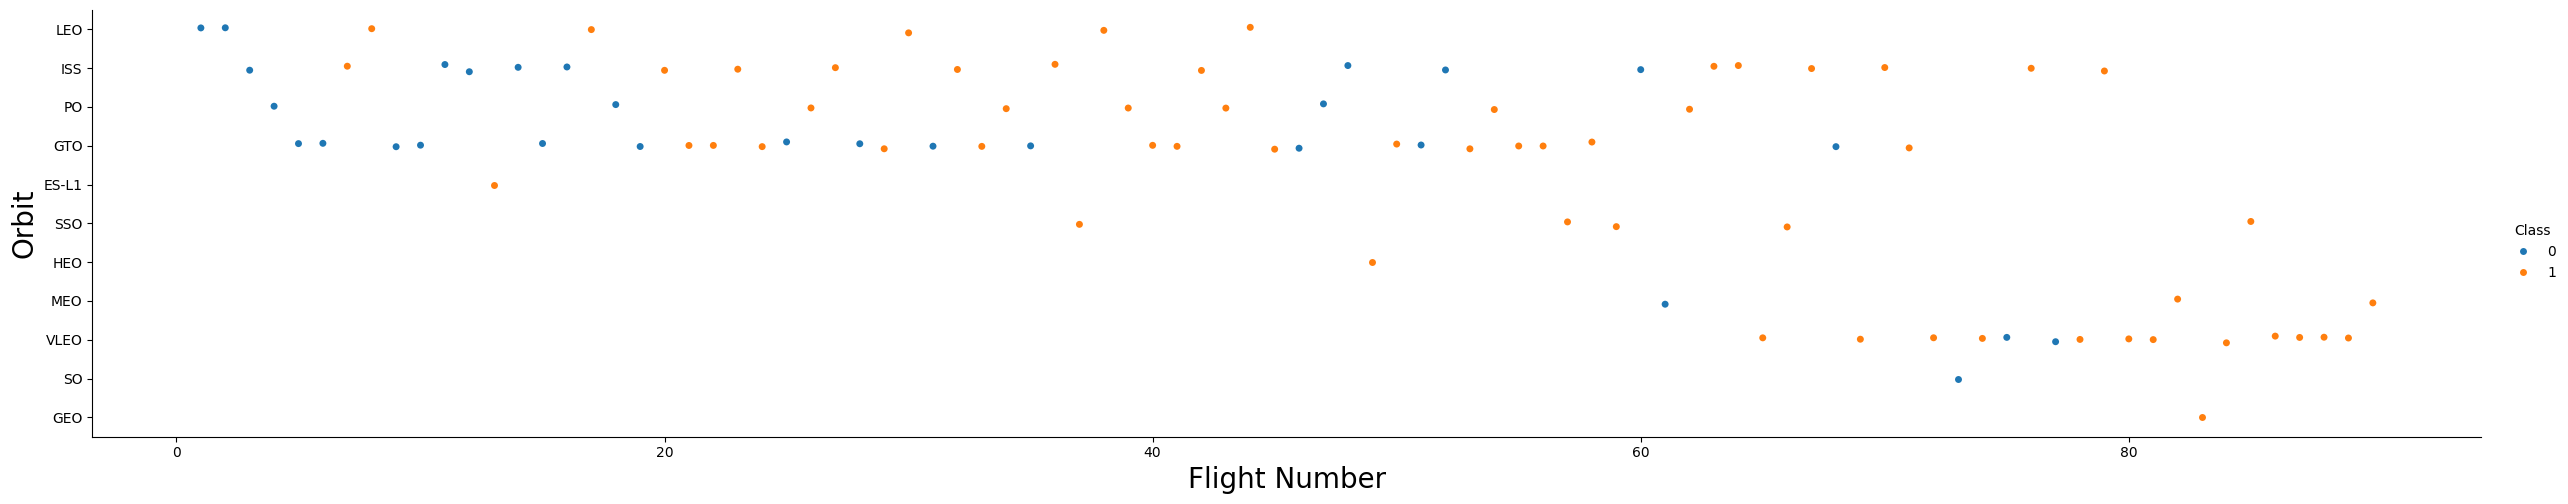 LEO
ISS
PO
GTO
ES-L1
SSO
HEO
MEO
VLEO
SO
GEO
Orbit
0
20
40
60
80
Flight Number
Class
0
1